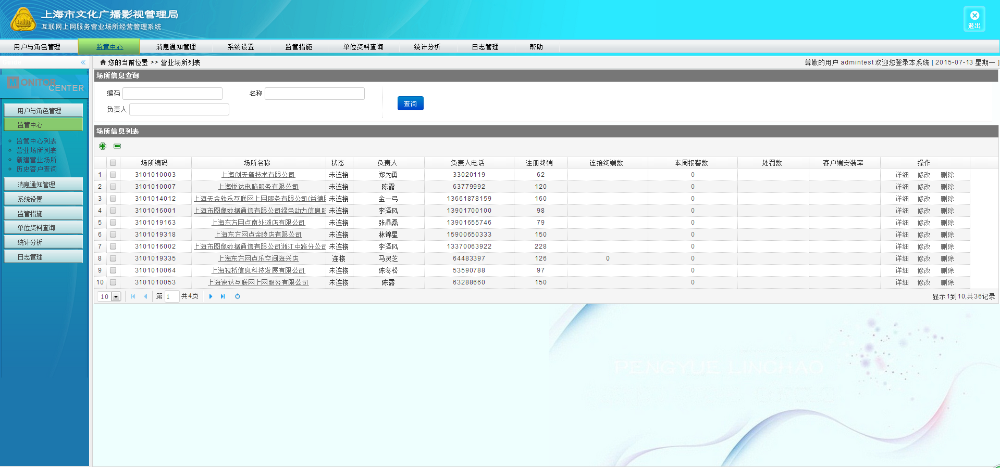 上海市文化广播影视管理局
互联网上网服务营业场所经营管理系统
退出
用户与角色管理 监管中心 消息通知管理 系统设置 监管措施 单位资料查询 统计分析 日志管理 帮助
您的当前位置 >> 营业场所列表
尊敬的用户 admintest 欢迎您登录本系统 [ 2015-07-13 星期一 ]
MONITOR
CENTER
用户与角色管理
监管中心
监管中心列表
营业场所列表
新建营业场所
历史客户查询
消息通知管理
系统设置
监管措施
单位资料查询
统计分析
日志管理
场所信息查询
编码 名称
负责人
查询
场所信息列表
场所编码 场所名称 状态 负责人 负责人电话 注册终端 连接终端数 本周报警数 处罚数 客户端安装率 操作
1 3101010003 上海创天新技术有限公司 未连接 郑为勇 33020119 62 0 详细 修改 删除
2 3101010007 上海悦达电脑服务有限公司 未连接 陈露 63779992 120 0 详细 修改 删除
3 3101014012 上海天金轶乐互联网上网服务有限公司(益德 未连接 金一弓 13661878159 160 0 详细 修改 删除
4 3101016001 上海市图像数据通信有限公司绿色动力信息服 未连接 李泽风 13901700100 98 0 详细 修改 删除
5 3101019163 上海东方网点南外滩店有限公司 未连接 张晶磊 13901655746 79 0 详细 修改 删除
6 3101019318 上海东方网点金陵店有限公司 未连接 林锦星 15900650333 150 0 详细 修改 删除
7 3101016002 上海市图像数据通信有限公司浙江中路分公司 未连接 李泽风 13370063922 228 0 详细 修改 删除
8 3101019335 上海东方网点乐空间海兴店 连接 马灵芝 64483397 126 0 0 详细 修改 删除
9 3101010064 上海视桥信息科技发展有限公司 未连接 陈冬松 53590788 97 0 详细 修改 删除
10 3101010053 上海速达互联网上网服务有限公司 未连接 陈露 63288660 150 0 详细 修改 删除
10 第 1 共4页
显示1到10,共36记录
PENGYUE LINGHAO